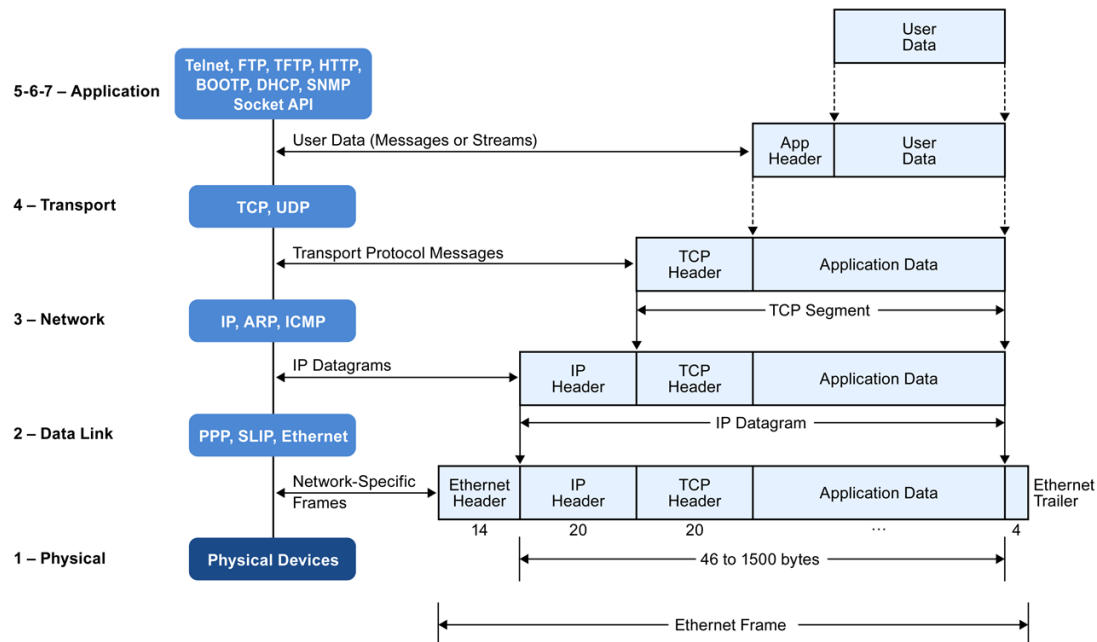 User
Data
Telnet, FTP, TFTP, HTTP,
BOOTP, DHCP, SNMP
Socket API
5-6-7 – Application
User Data (Messages or Streams)
App
Header
User
Data
4 – Transport
TCP, UDP
Transport Protocol Messages
TCP
Header
Application Data
TCP Segment
3 – Network
IP, ARP, ICMP
IP Datagrams
IP
Header
TCP
Header
Application Data
IP Datagram
2 – Data Link
PPP, SLIP, Ethernet
Network-Specific
Frames
Ethernet
Header
IP
Header
TCP
Header
Application Data
Ethernet
Trailer
14
20
20
...
4
1 – Physical
Physical Devices
46 to 1500 bytes
Ethernet Frame